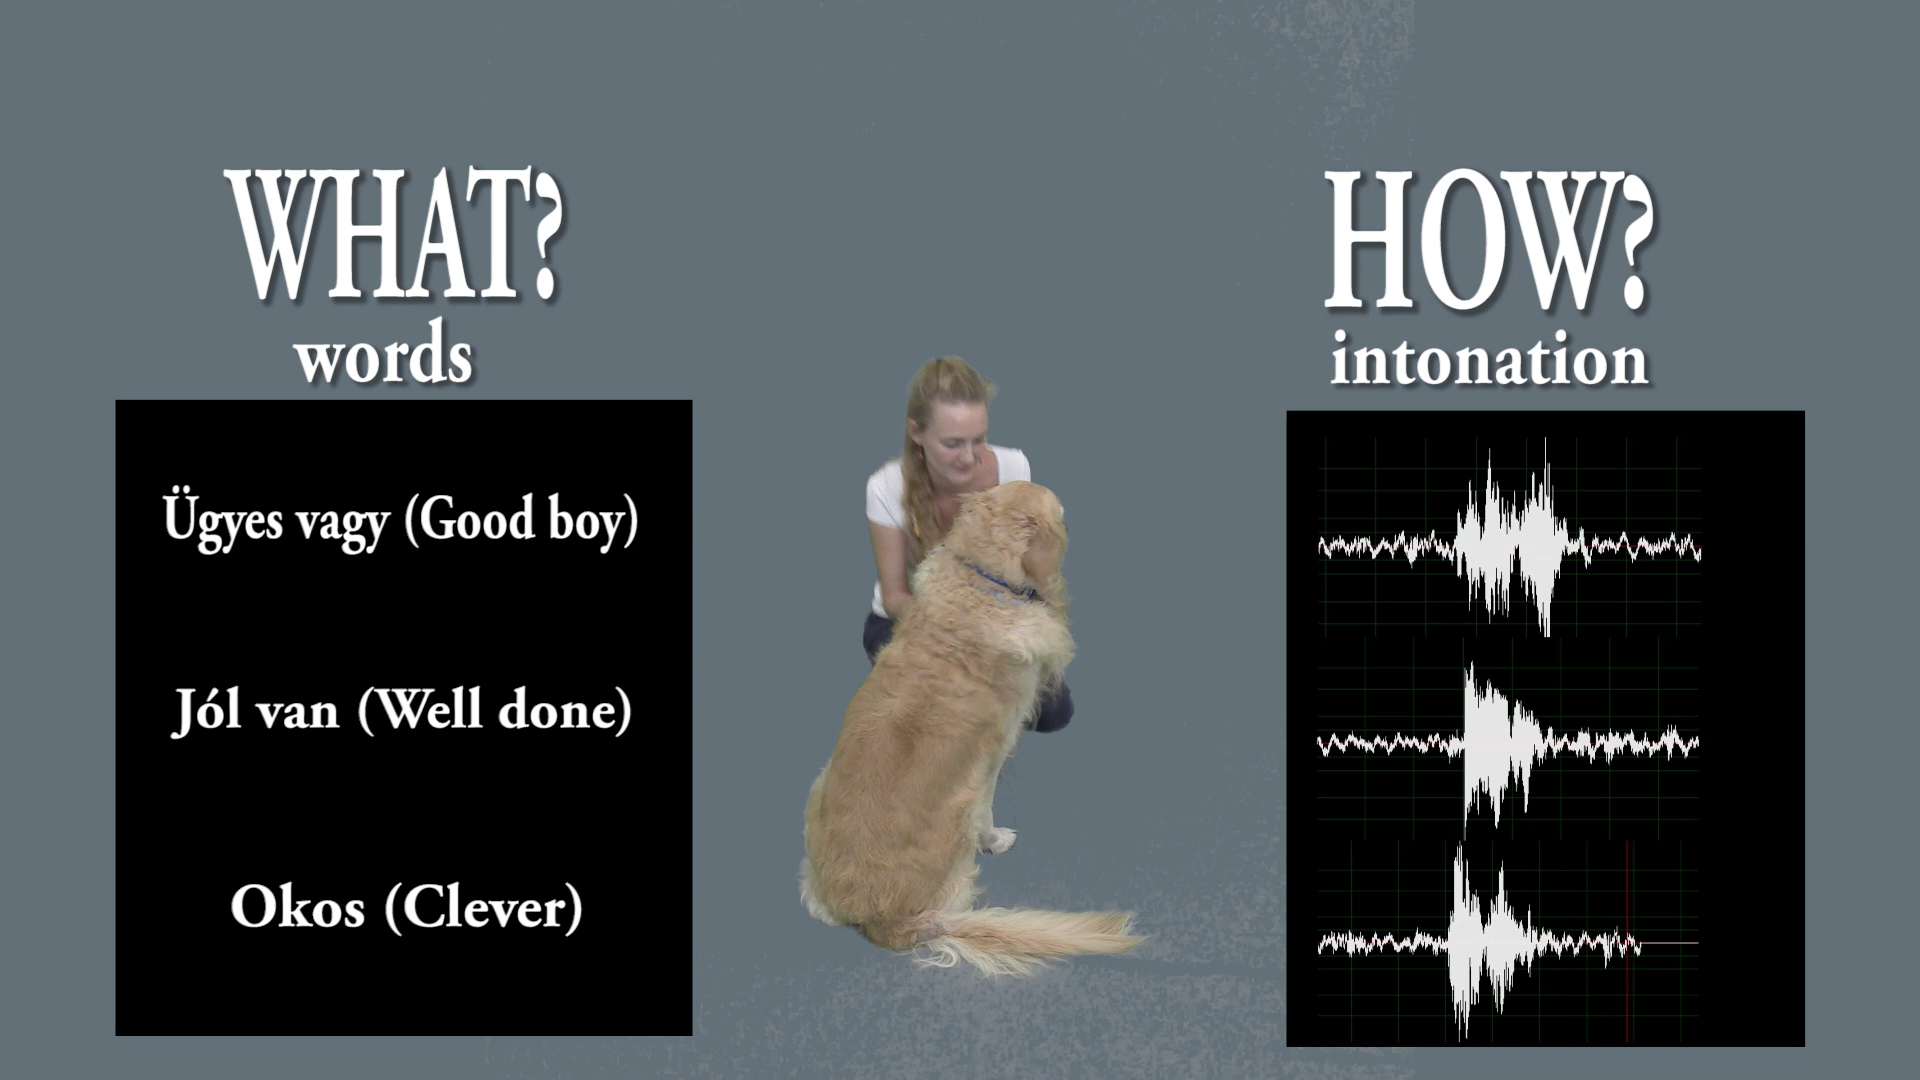 WHAT?
words
Ügyes vagy (Good boy)
Jól van (Well done)
Okos (Clever)
HOW?
intonation